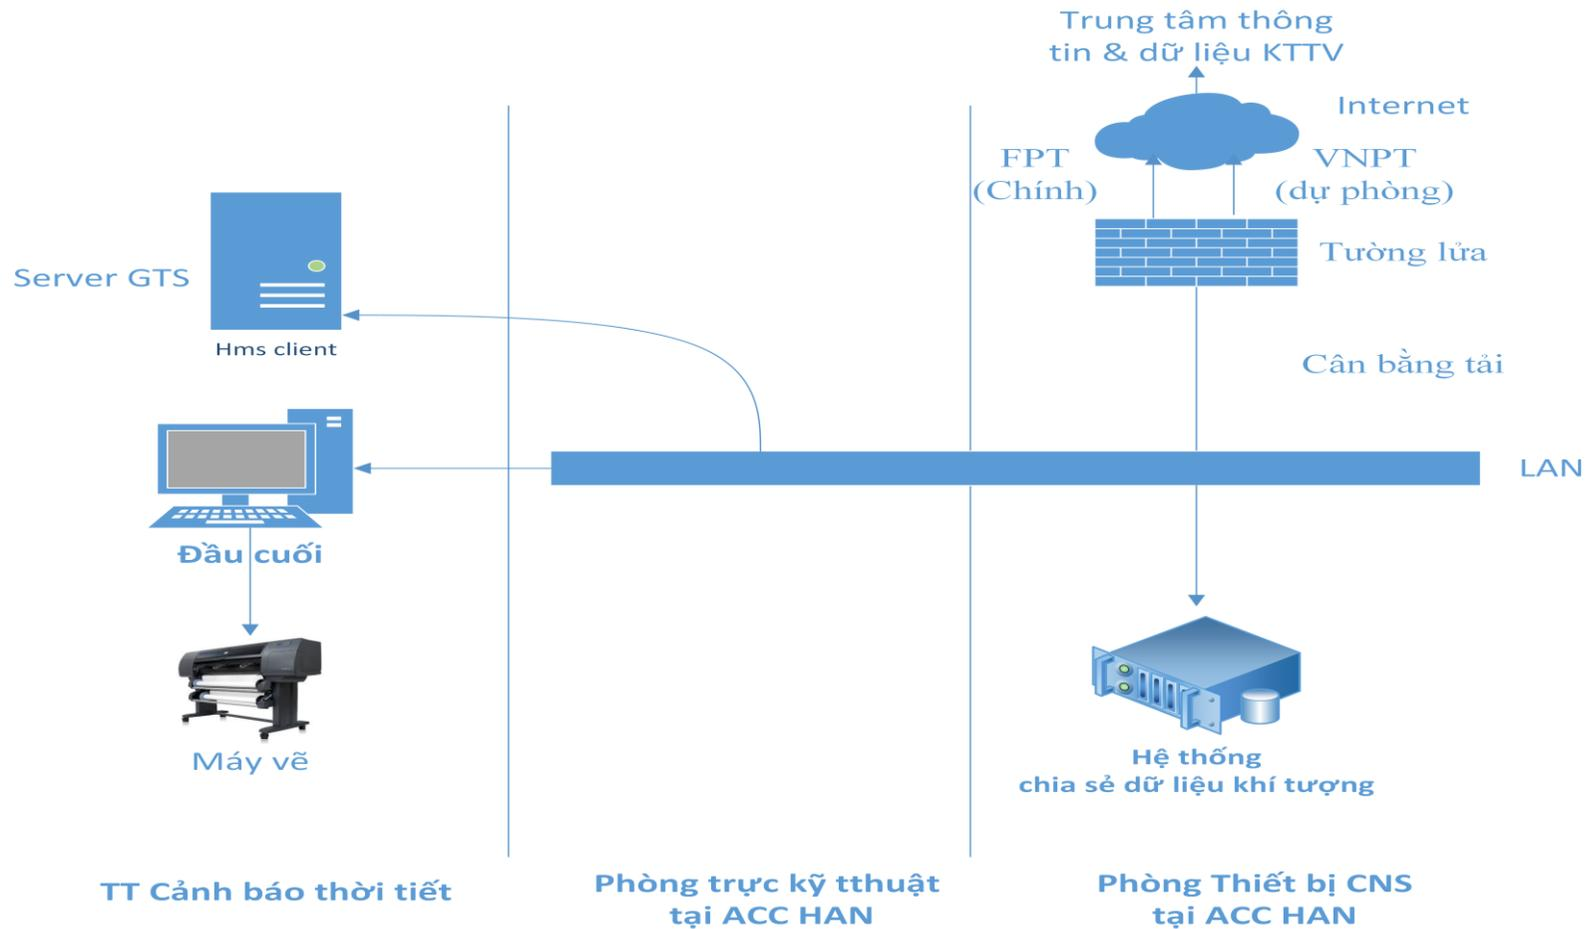 Trung tâm thông
tin & dữ liệu KTTV
Internet
FPT
(Chính)
VNPT
(dự phòng)
Tường lửa
Server GTS
Hms client
Cân bằng tải
LAN
Đầu cuối
Máy vẽ
Hệ thống
chia sẻ dữ liệu khí tượng
TT Cảnh báo thời tiết
Phòng trực kỹ tthuật
tại ACC HAN
Phòng Thiết bị CNS
tại ACC HAN